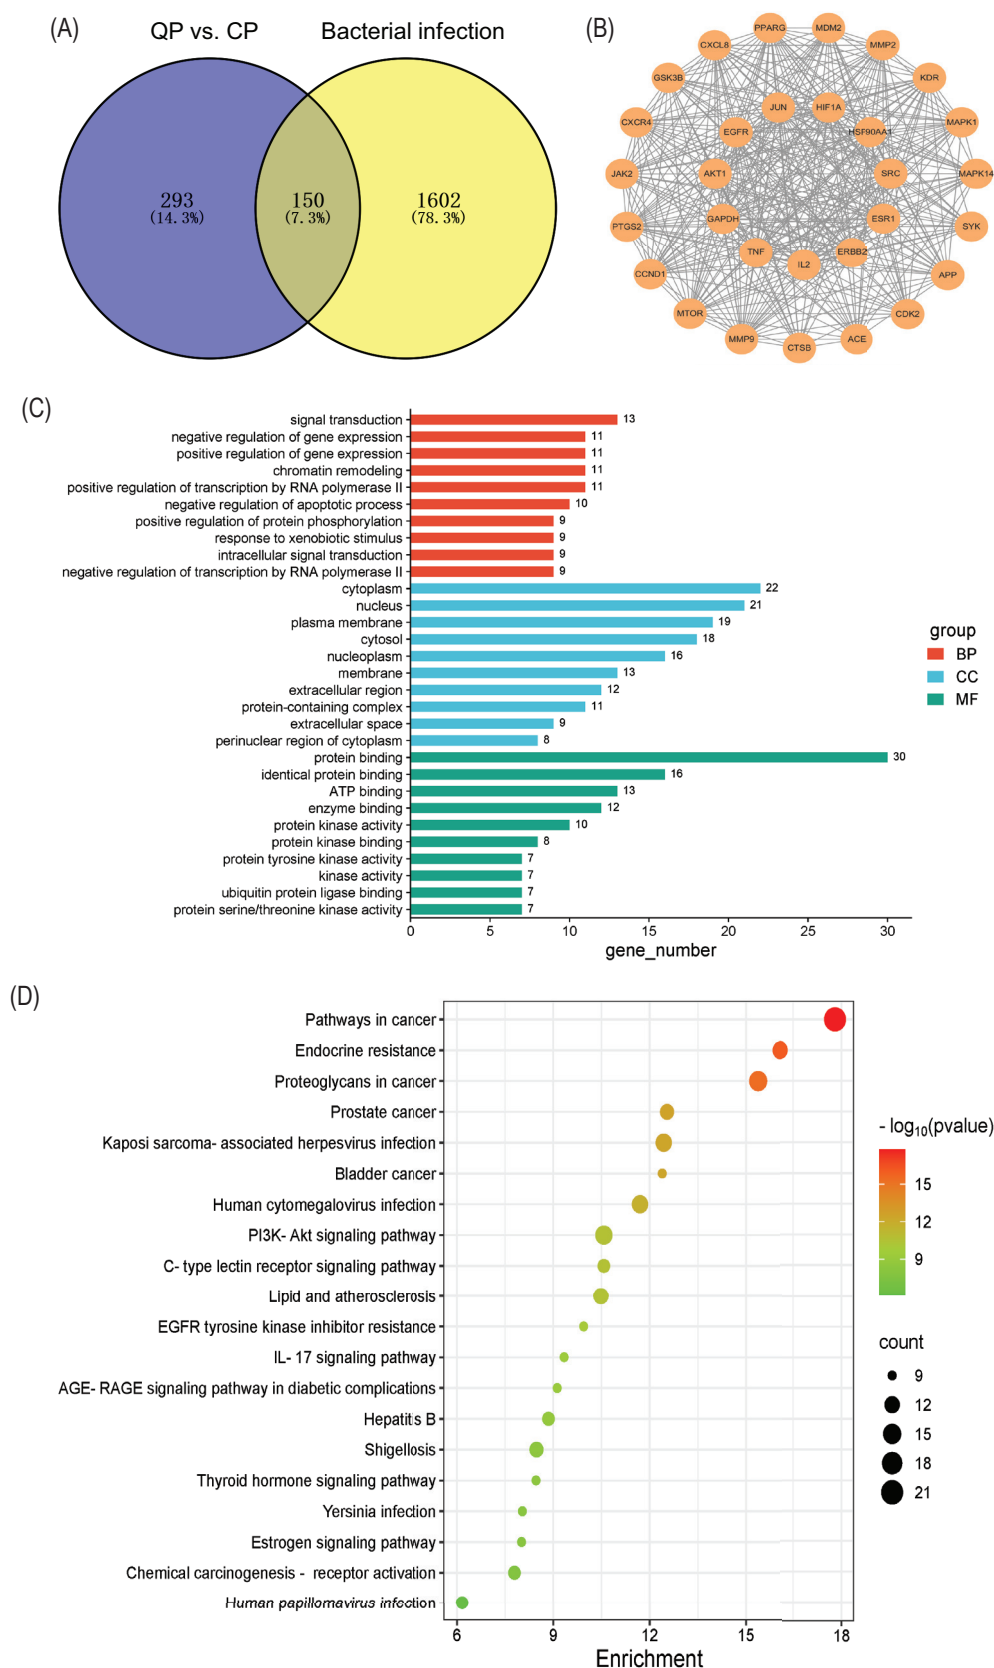 (A)
QP vs. CP
Bacterial infection
293
(14.3%)
150
(7.3%)
1602
(78.3%)
(B)
PPARG
MDM2
CXCL8
MMP2
GSK3B
KDR
JUN
HIF1A
CXCR4
EGFR
HSF90AA1
MAPK1
JAK2
AKT1
SRC
MAPK14
PTGS2
GAPDH
ESR1
SYK
TNF
IL2
ERBB2
CCND1
APP
MTOR
CDK2
MMP9
CTSB
ACE
(C)
signal transduction 13
negative regulation of gene expression 11
positive regulation of gene expression 11
chromatin remodeling 11
positive regulation of transcription by RNA polymerase II 11
negative regulation of apoptotic process 10
positive regulation of protein phosphorylation 9
response to xenobiotic stimulus 9
intracellular signal transduction 9
negative regulation of transcription by RNA polymerase II 9
cytoplasm 22
nucleus 21
plasma membrane 19
cytosol 18
nucleoplasm 16
membrane 13
extracellular region 12
protein-containing complex 11
extracellular space 9
perinuclear region of cytoplasm 8
protein binding 30
identical protein binding 16
ATP binding 13
enzyme binding 12
protein kinase activity 10
protein kinase binding 8
protein tyrosine kinase activity 7
kinase activity 7
ubiquitin protein ligase binding 7
protein serine/threonine kinase activity 7
0 5 10 15 20 25 30
gene_number
group
BP
CC
MF
(D)
Pathways in cancer
Endocrine resistance
Proteoglycans in cancer
Prostate cancer
Kaposi sarcoma- associated herpesvirus infection
Bladder cancer
Human cytomegalovirus infection
PI3K- Akt signaling pathway
C- type lectin receptor signaling pathway
Lipid and atherosclerosis
EGFR tyrosine kinase inhibitor resistance
IL- 17 signaling pathway
AGE- RAGE signaling pathway in diabetic complications
Hepatitis B
Shigellosis
Thyroid hormone signaling pathway
Yersinia infection
Estrogen signaling pathway
Chemical carcinogenesis - receptor activation
Human papillomavirus infection
6 9 12 15 18
Enrichment
- log10(pvalue)
15
12
9
count
9
12
15
18
21